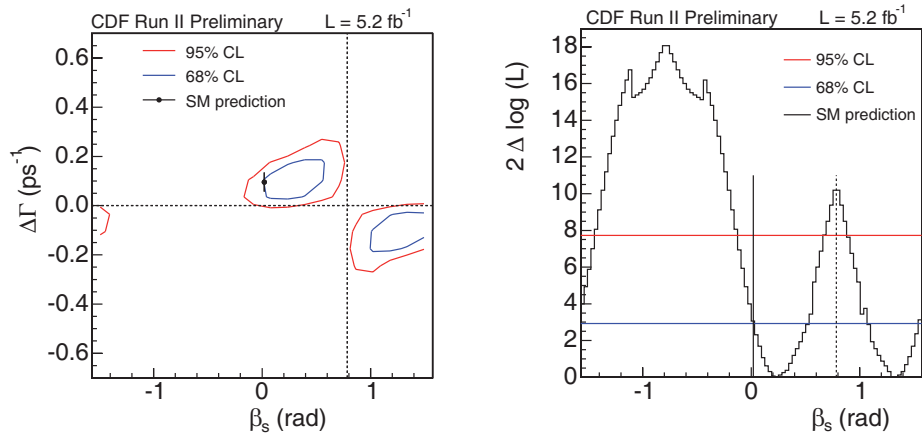 CDF Run II Preliminary L = 5.2 fb⁻¹
95% CL
68% CL
SM prediction
ΔΓ (ps⁻¹)
0.6
0.4
0.2
0.0
-0.2
-0.4
-0.6
-1 0 1
βs (rad)
CDF Run II Preliminary L = 5.2 fb⁻¹
95% CL
68% CL
SM prediction
2 Δ log (L)
18
16
14
12
10
8
6
4
2
0
-1 0 1
βs (rad)